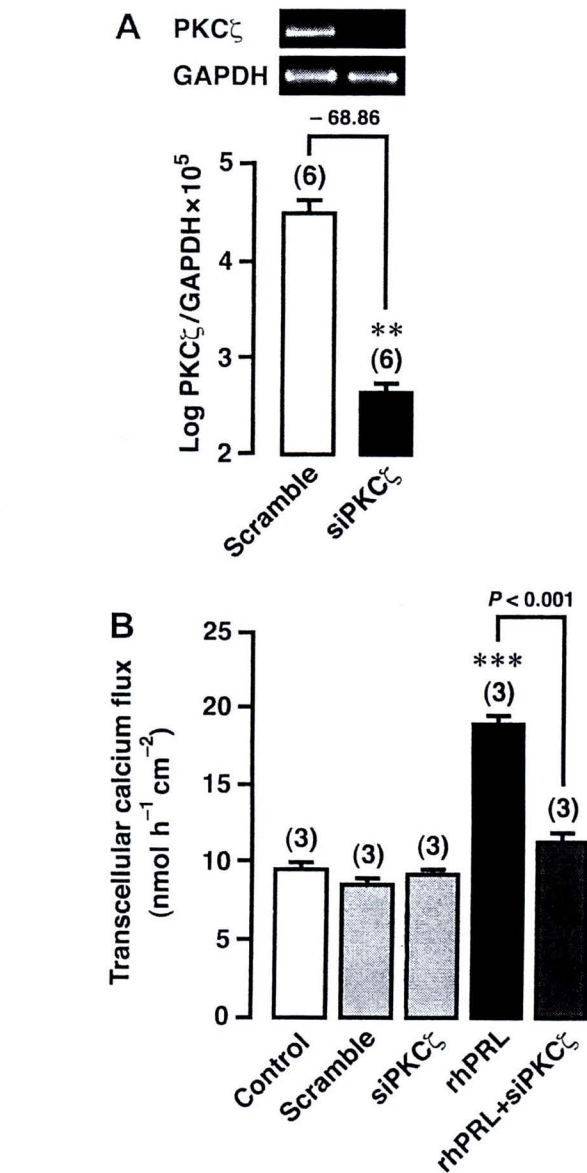 A
PKCζ
GAPDH
– 68.86
5
4
3
2
Log PKCζ/GAPDH×10⁵
(6)
**
(6)
Scramble
siPKCζ
B
P < 0.001
25
20
15
10
5
0
Transcellular calcium flux
(nmol h⁻¹ cm⁻²)
(3)
(3)
(3)
***
(3)
(3)
Control
Scramble
siPKCζ
rhPRL
rhPRL+siPKCζ